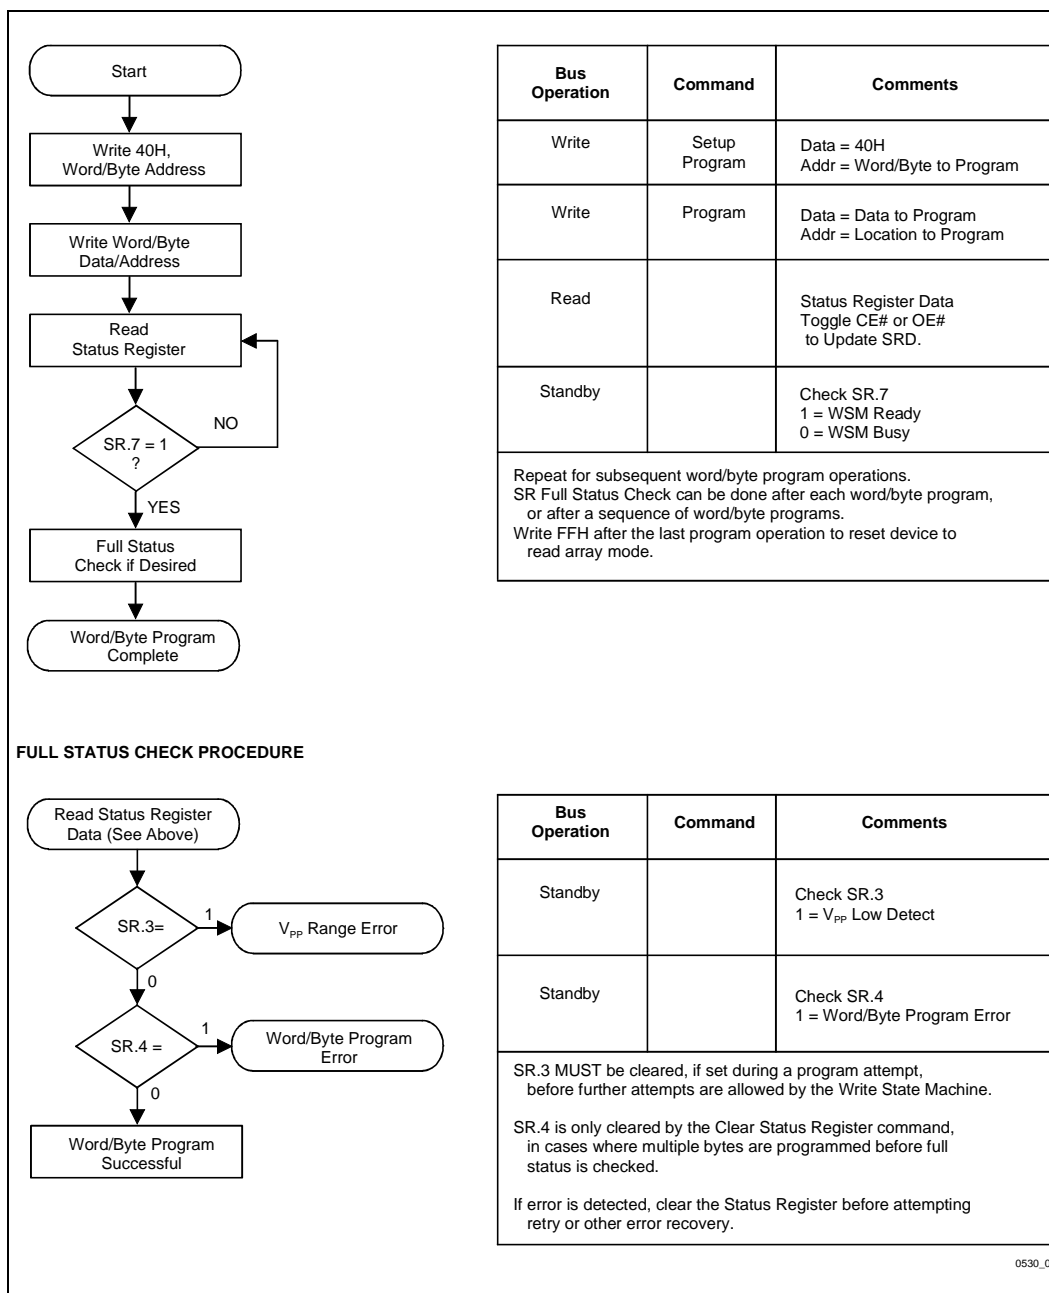 Start
Write 40H,
Word/Byte Address
Write Word/Byte
Data/Address
Read
Status Register
NO
SR.7 = 1
?
YES
Full Status
Check if Desired
Word/Byte Program
Complete
Bus
Operation
Command
Comments
Write
Setup
Program
Data = 40H
Addr = Word/Byte to Program
Write
Program
Data = Data to Program
Addr = Location to Program
Read
Status Register Data
Toggle CE# or OE#
to Update SRD.
Standby
Check SR.7
1 = WSM Ready
0 = WSM Busy
Repeat for subsequent word/byte program operations.
SR Full Status Check can be done after each word/byte program,
or after a sequence of word/byte programs.
Write FFH after the last program operation to reset device to
read array mode.
FULL STATUS CHECK PROCEDURE
Read Status Register
Data (See Above)
SR.3=
1
VPP Range Error
0
SR.4 =
1
Word/Byte Program
Error
0
Word/Byte Program
Successful
Bus
Operation
Command
Comments
Standby
Check SR.3
1 = VPP Low Detect
Standby
Check SR.4
1 = Word/Byte Program Error
SR.3 MUST be cleared, if set during a program attempt,
before further attempts are allowed by the Write State Machine.
SR.4 is only cleared by the Clear Status Register command,
in cases where multiple bytes are programmed before full
status is checked.
If error is detected, clear the Status Register before attempting
retry or other error recovery.
0530_0